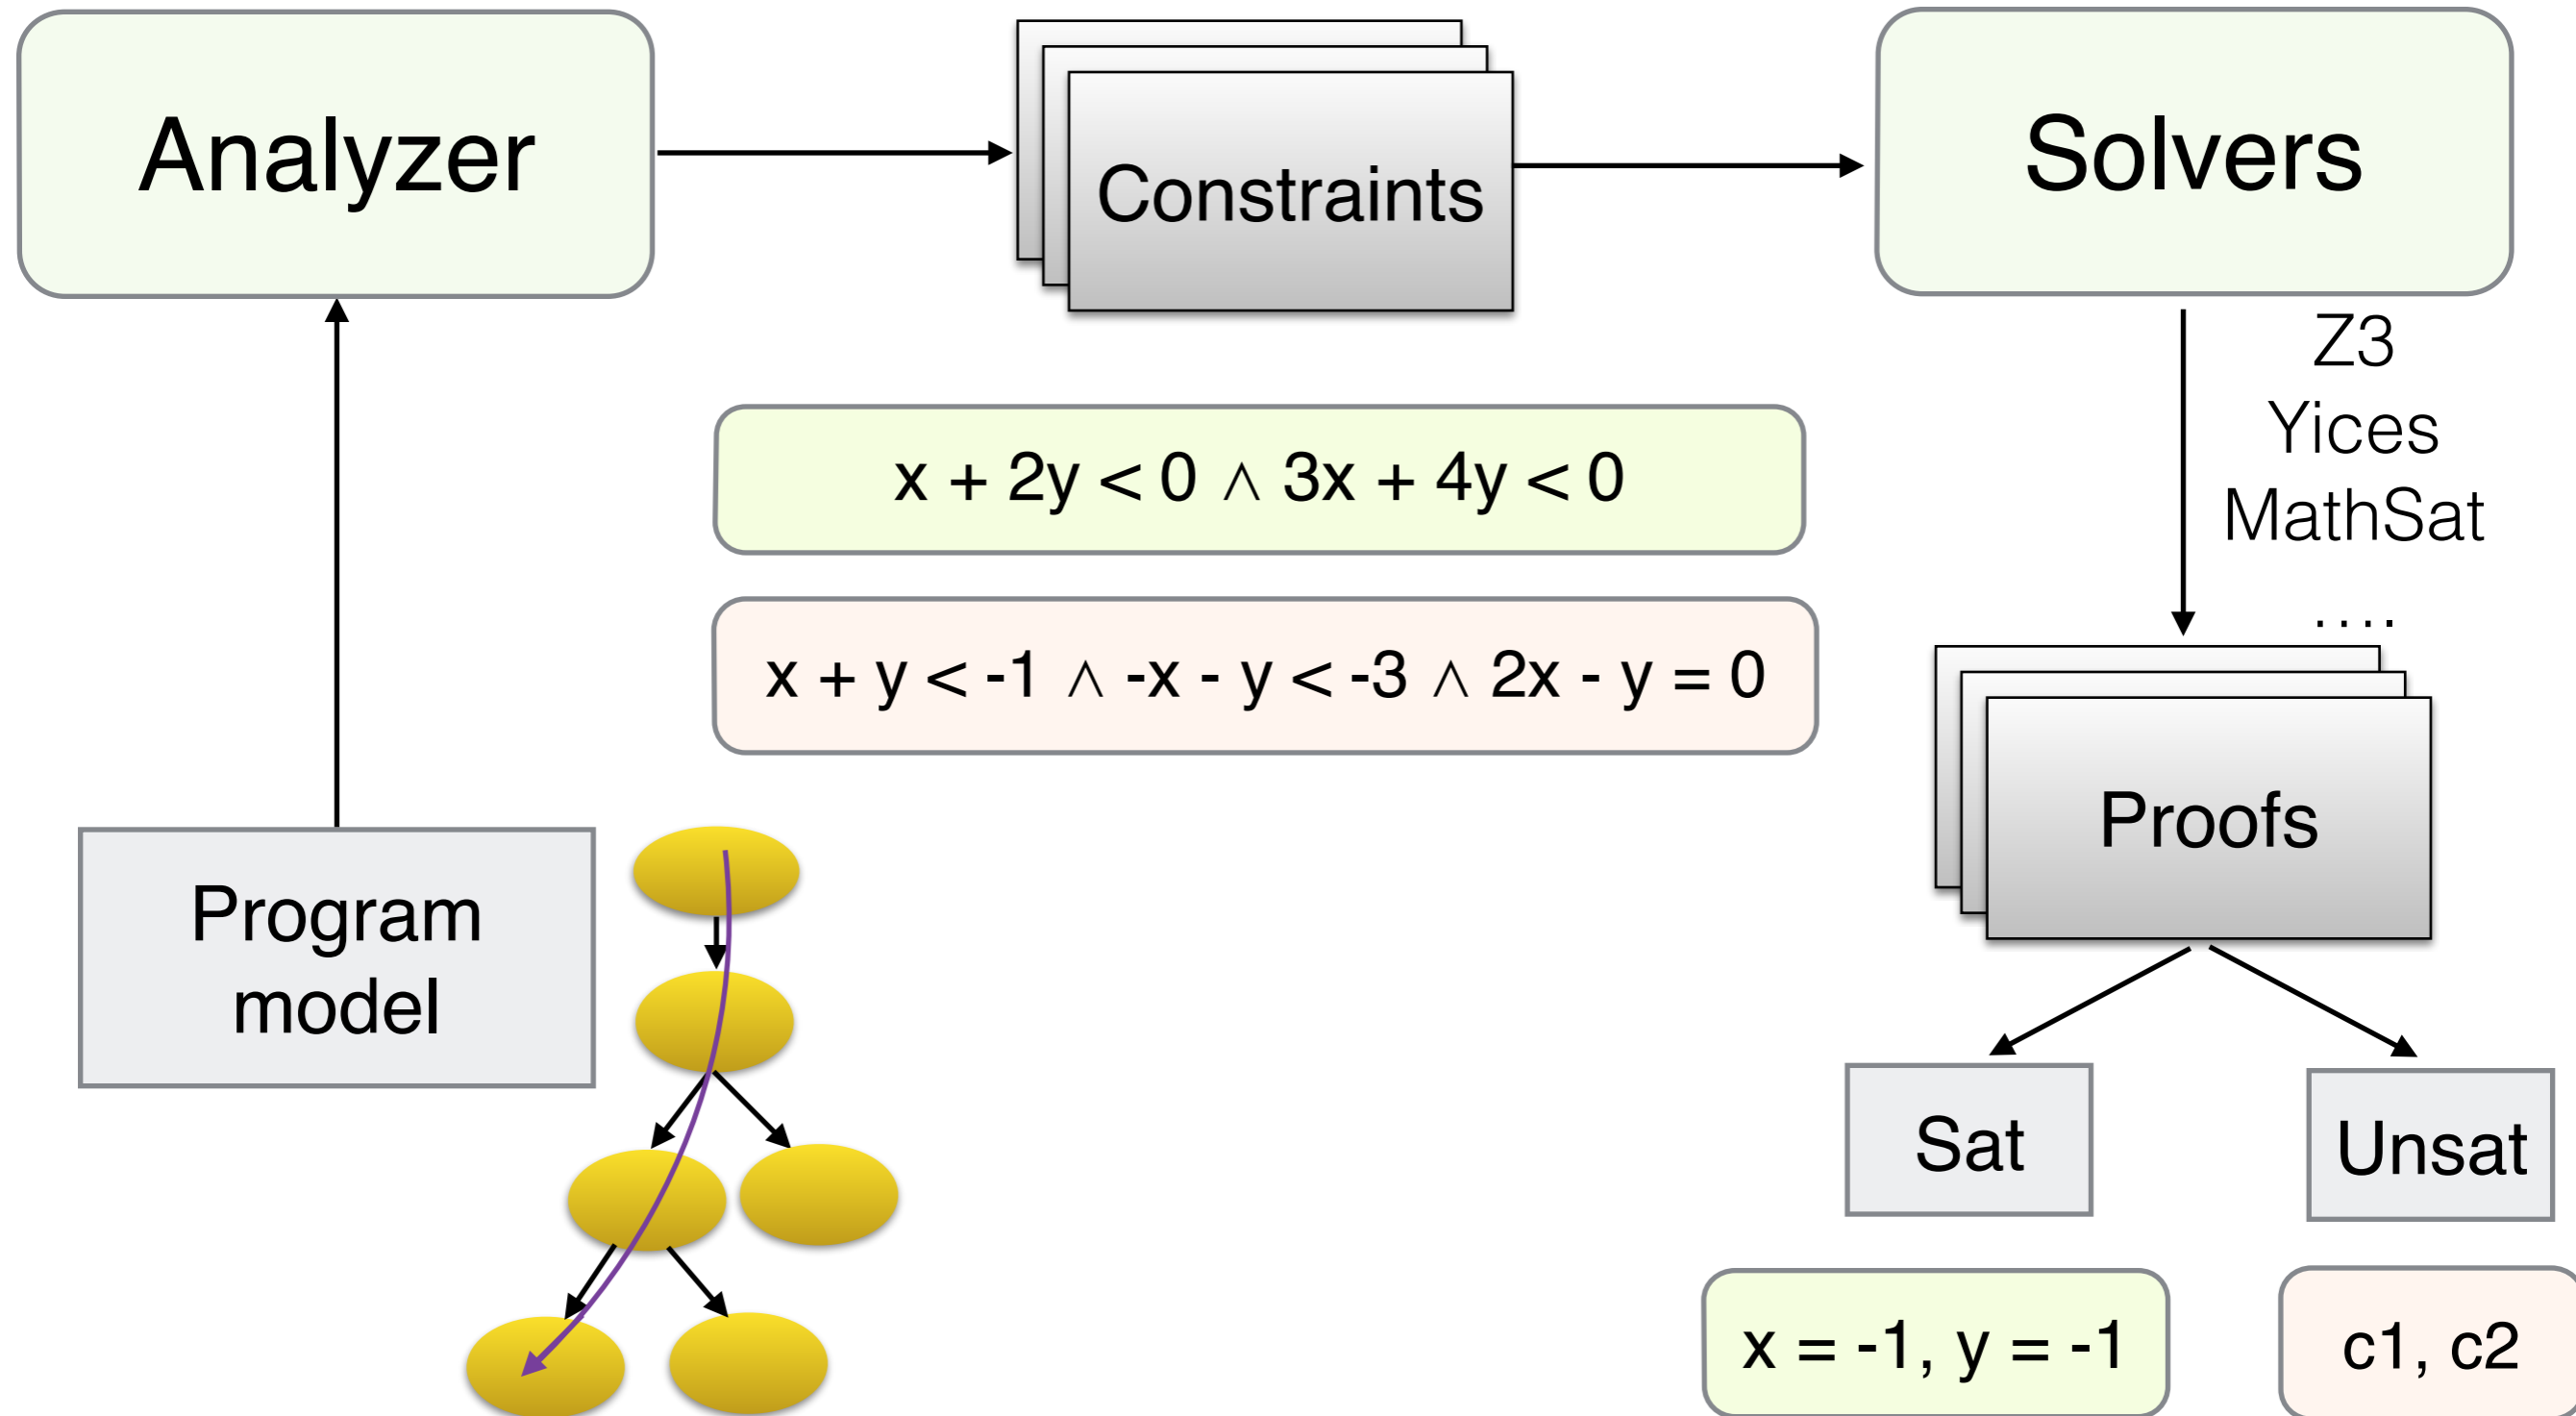 Analyzer
Constraints
Solvers
Z3
Yices
MathSat
....
x + 2y < 0 ∧ 3x + 4y < 0
x + y < -1 ∧ -x - y < -3 ∧ 2x - y = 0
Program
model
Proofs
Sat
Unsat
x = -1, y = -1
c1, c2